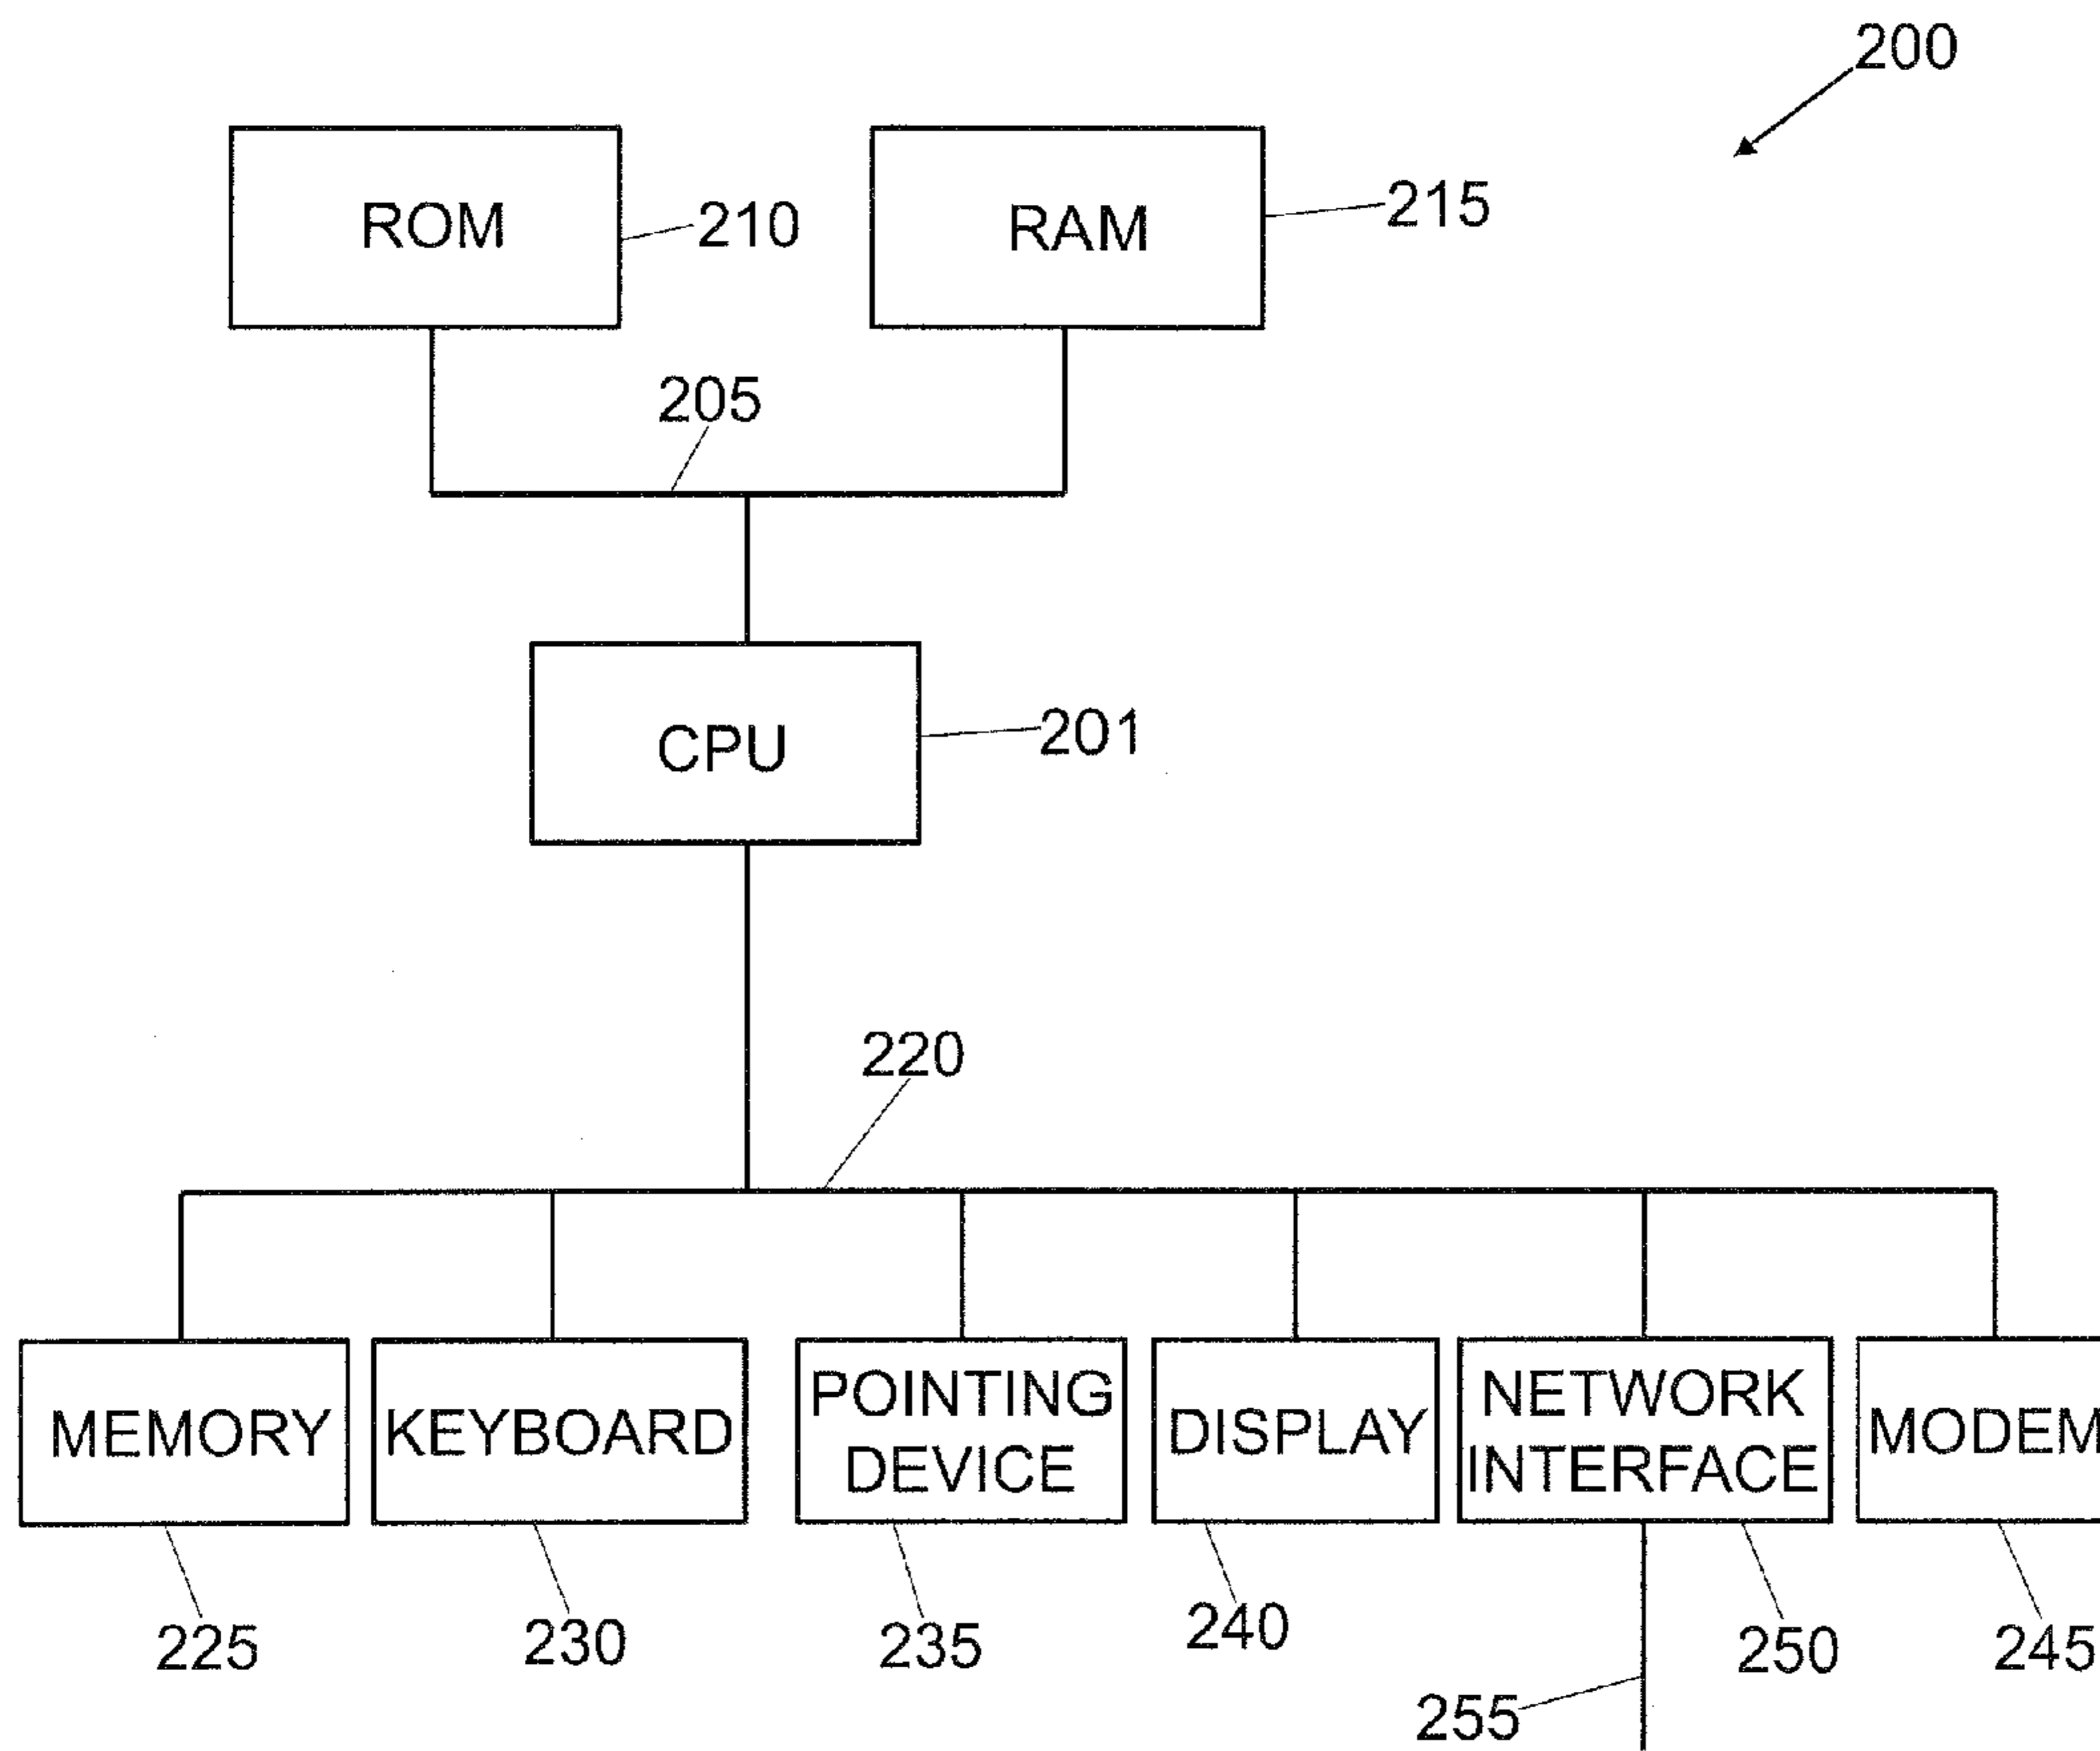 200
ROM
210
RAM
215
205
CPU
201
220
MEMORY
KEYBOARD
POINTING
DEVICE
DISPLAY
NETWORK
INTERFACE
MODEM
225
230
235
240
250
245
255